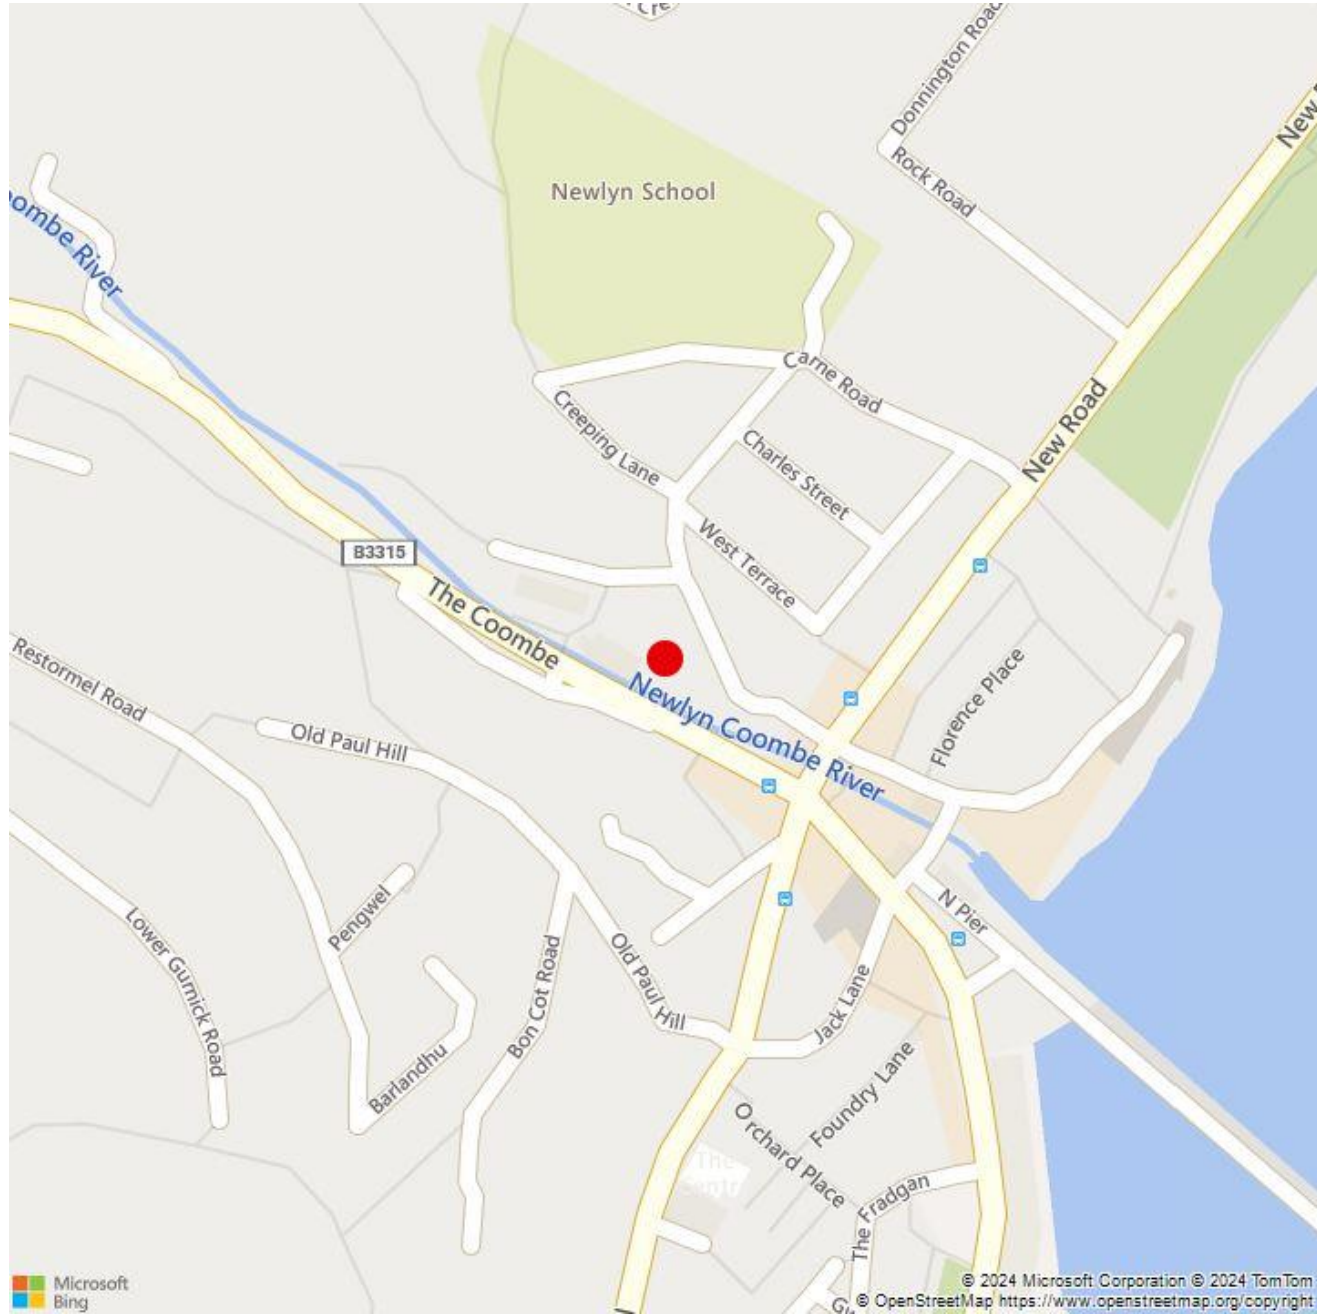 Donnington Road
New
Newlyn School
Rock Road
oombe River
Carne Road
New Road
Creeping Lane
Charles Street
West Terrace
B3315
The Coombe
Restormel Road
Florence Place
Newlyn Coombe River
Old Paul Hill
Pengwel
N Pier
Lower Gurnick Road
Bon Cot Road
Old Paul Hill
Jack Lane
Barlandhu
Foundry Lane
Orchard Place
The
The Fradgan
Microsoft
Bing
© 2024 Microsoft Corporation © 2024 TomTom
© OpenStreetMap https://www.openstreetmap.org/copyright